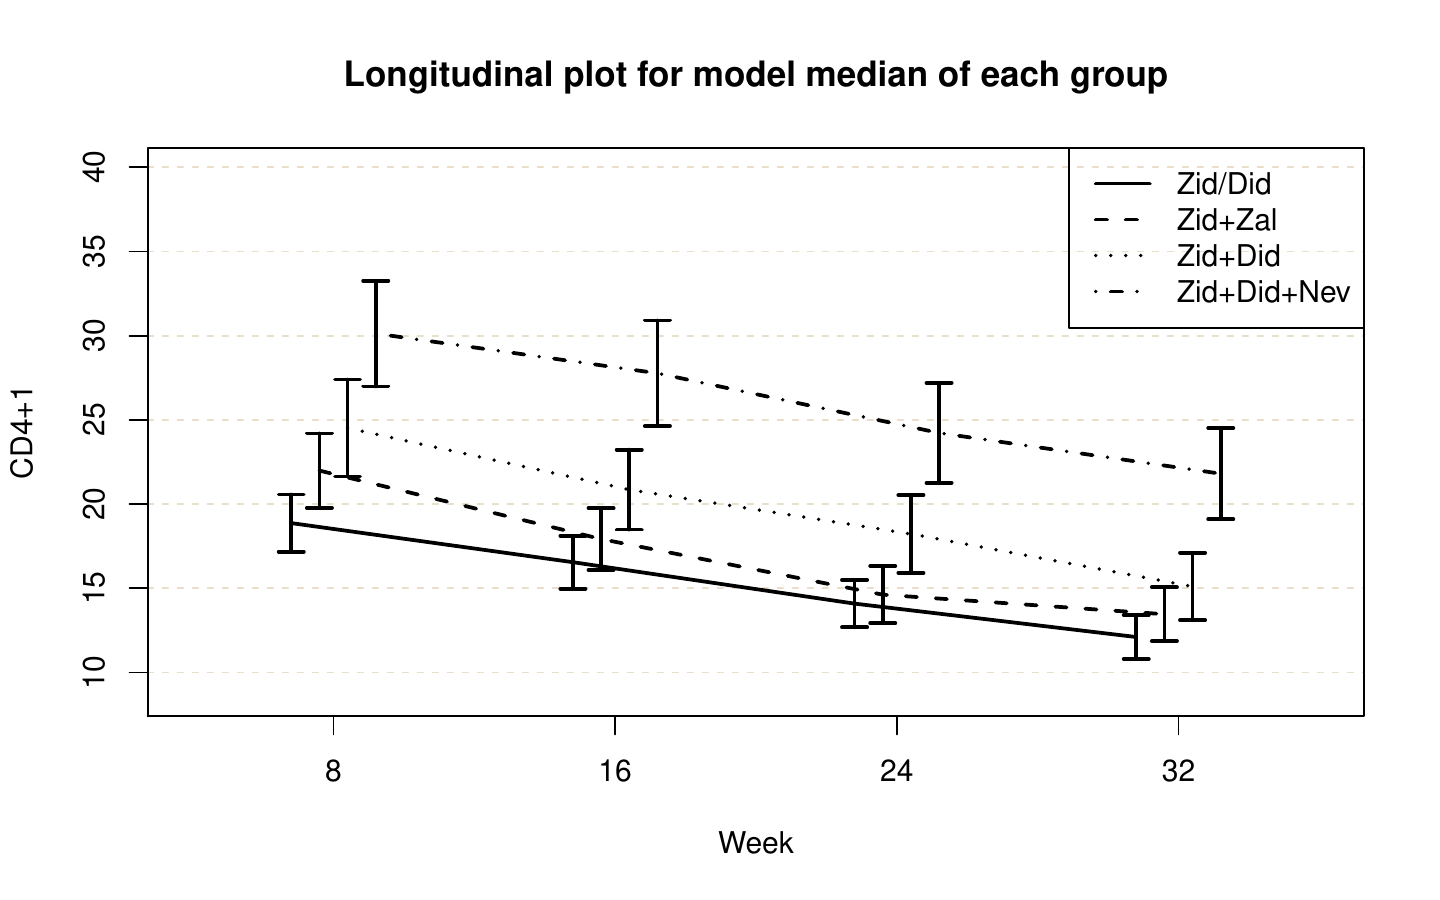 Longitudinal plot for model median of each group
Zid/Did
Zid+Zal
Zid+Did
Zid+Did+Nev
CD4+1
40
35
30
25
20
15
10
8 16 24 32
Week